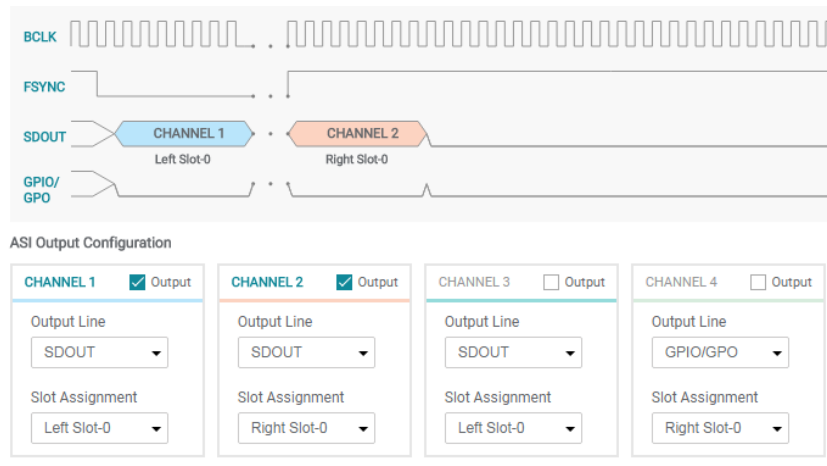 BCLK
FSYNC
SDOUT CHANNEL 1 CHANNEL 2
Left Slot-0 Right Slot-0
GPIO/
GPO
ASI Output Configuration
CHANNEL 1 Output CHANNEL 2 Output CHANNEL 3 Output CHANNEL 4 Output
Output Line Output Line Output Line Output Line
SDOUT SDOUT SDOUT GPIO/GPO
Slot Assignment Slot Assignment Slot Assignment Slot Assignment
Left Slot-0 Right Slot-0 Left Slot-0 Right Slot-0